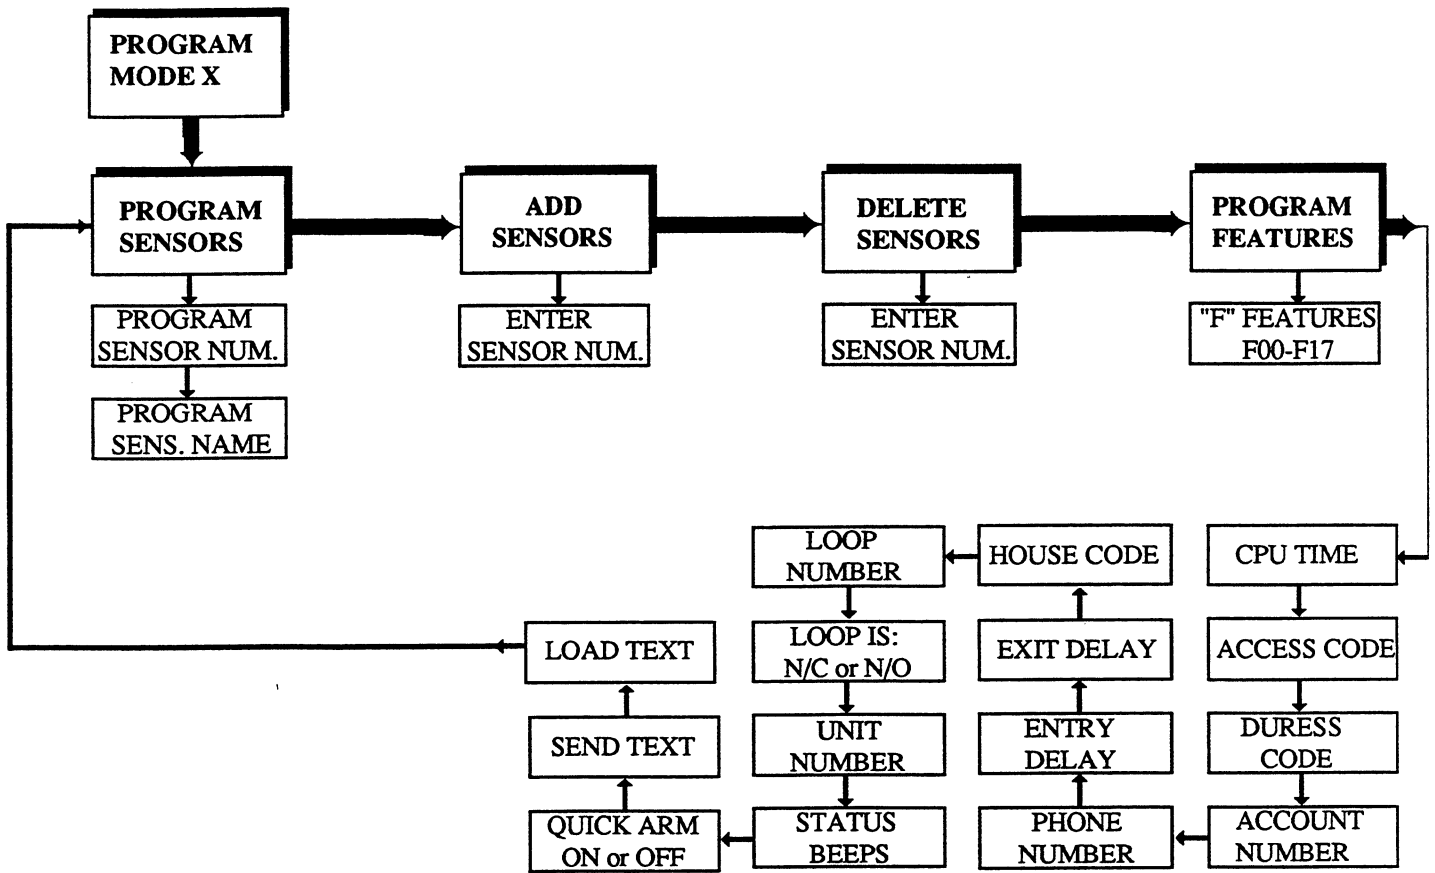 PROGRAM
MODE X
PROGRAM
SENSORS
ADD
SENSORS
DELETE
SENSORS
PROGRAM
FEATURES
PROGRAM
SENSOR NUM.
ENTER
SENSOR NUM.
ENTER
SENSOR NUM.
"F" FEATURES
F00-F17
PROGRAM
SENS. NAME
LOOP
NUMBER
HOUSE CODE
CPU TIME
LOAD TEXT
LOOP IS:
N/C or N/O
EXIT DELAY
ACCESS CODE
SEND TEXT
UNIT
NUMBER
ENTRY
DELAY
DURESS
CODE
QUICK ARM
ON or OFF
STATUS
BEEPS
PHONE
NUMBER
ACCOUNT
NUMBER